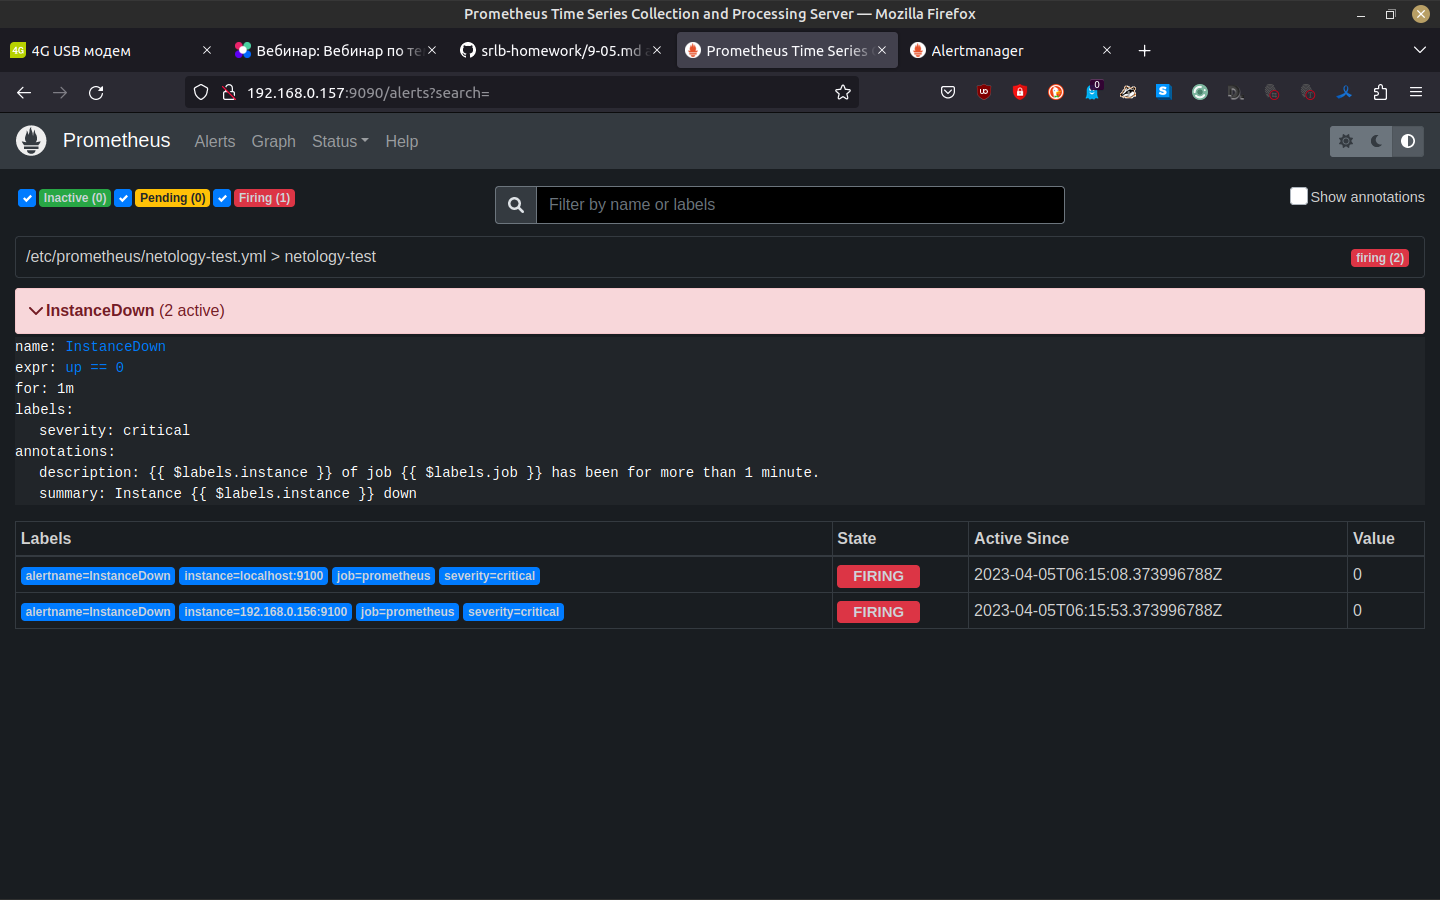 Prometheus Time Series Collection and Processing Server — Mozilla Firefox
4G 4G USB модем Вебинар: Вебинар по те srlb-homework/9-05.md a Prometheus Time Series C Alertmanager
192.168.0.157:9090/alerts?search= 0
Prometheus Alerts Graph Status Help
Inactive (0) Pending (0) Firing (1) Filter by name or labels Show annotations
/etc/prometheus/netology-test.yml > netology-test firing (2)
InstanceDown (2 active)
name: InstanceDown
expr: up == 0
for: 1m
labels:
severity: critical
annotations:
description: {{ $labels.instance }} of job {{ $labels.job }} has been for more than 1 minute.
summary: Instance {{ $labels.instance }} down
Labels State Active Since Value
alertname=InstanceDown instance=localhost:9100 job=prometheus severity=critical FIRING 2023-04-05T06:15:08.373996788Z 0
alertname=InstanceDown instance=192.168.0.156:9100 job=prometheus severity=critical FIRING 2023-04-05T06:15:53.373996788Z 0